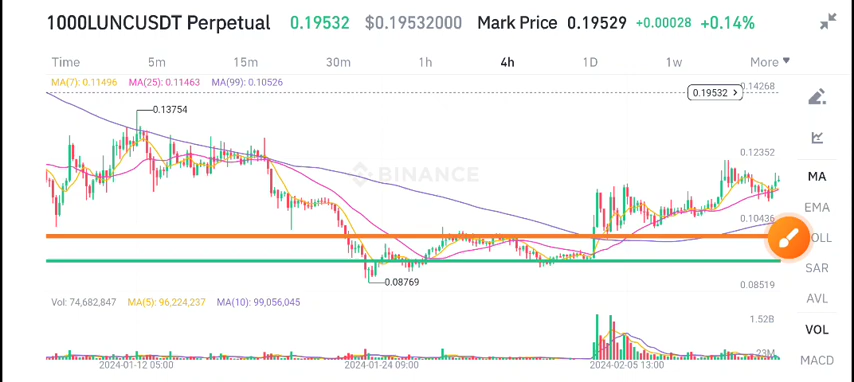 1000LUNCUSDT Perpetual 0.19532 $0.19532000 Mark Price 0.19529 +0.00028 +0.14%
Time 5m 15m 30m 1h 4h 1D 1w More
MA(7): 0.11496 MA(25): 0.11463 MA(99): 0.10526
0.14268
0.19532
0.13754
0.12352
BINANCE
MA
EMA
0.10436
OLL
SAR
0.08769
0.08519
AVL
Vol: 74,682,847 MA(5): 96,224,237 MA(10): 99,056,045
1.52B
VOL
23M
MACD
2024-01-12 05:00 2024-01-24 09:00 2024-02-05 13:00